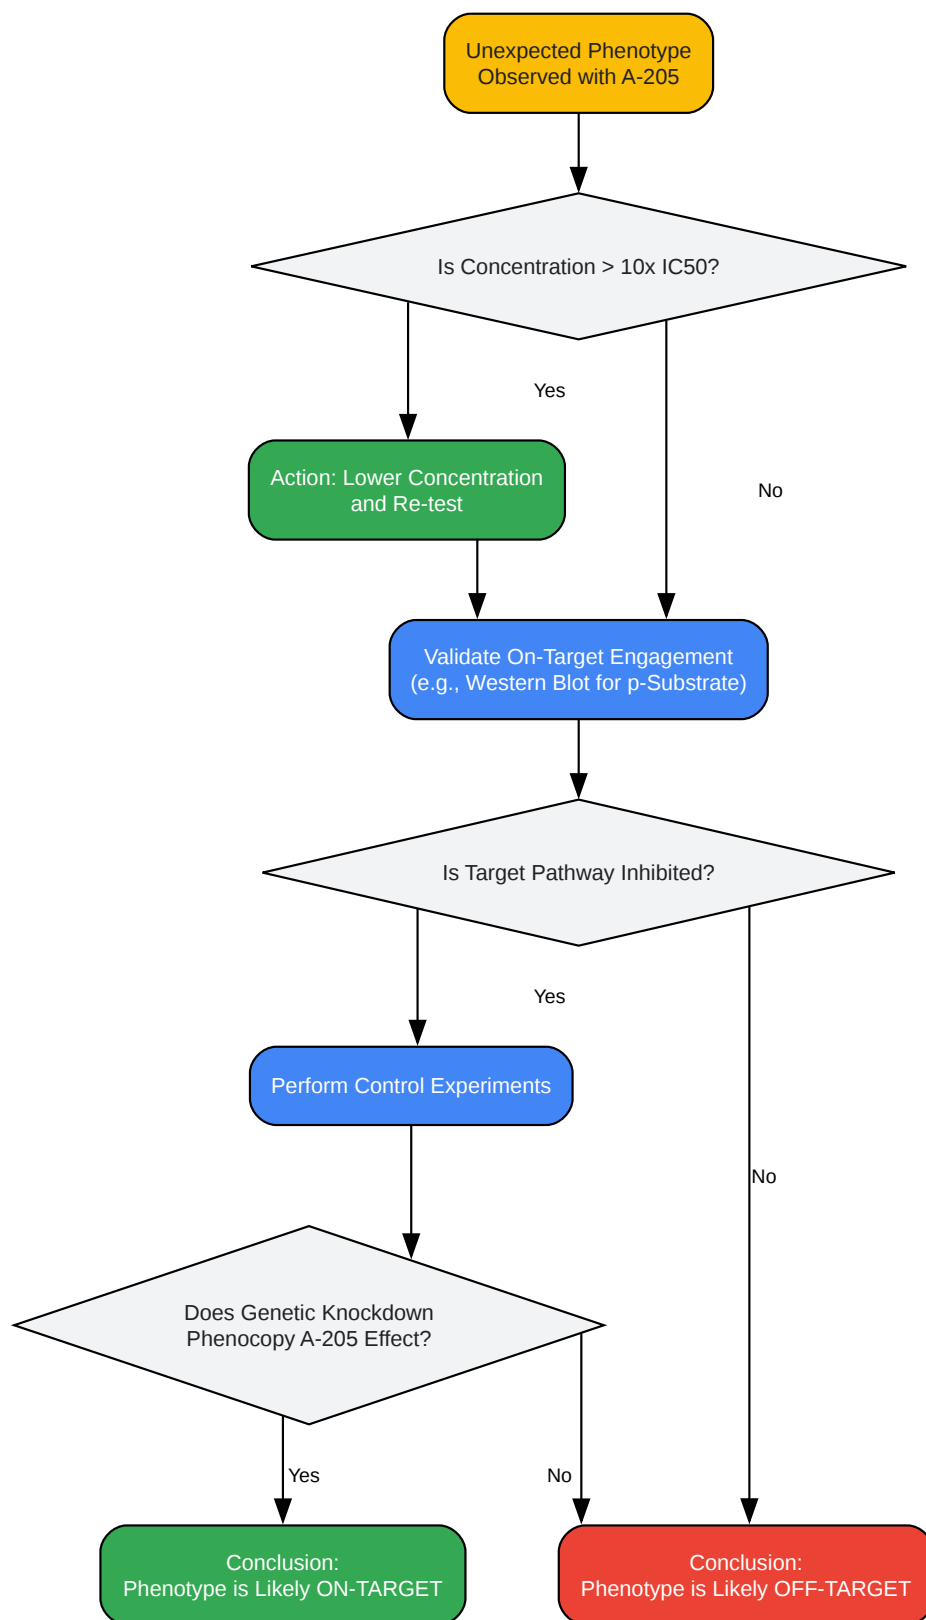 Unexpected Phenotype
Observed with A-205
Is Concentration > 10x IC50?
Yes
Action: Lower Concentration
and Re-test
No
Validate On-Target Engagement
(e.g., Western Blot for p-Substrate)
Is Target Pathway Inhibited?
Yes
Perform Control Experiments
No
Does Genetic Knockdown
Phenocopy A-205 Effect?
Yes
No
Conclusion:
Phenotype is Likely ON-TARGET
Conclusion:
Phenotype is Likely OFF-TARGET